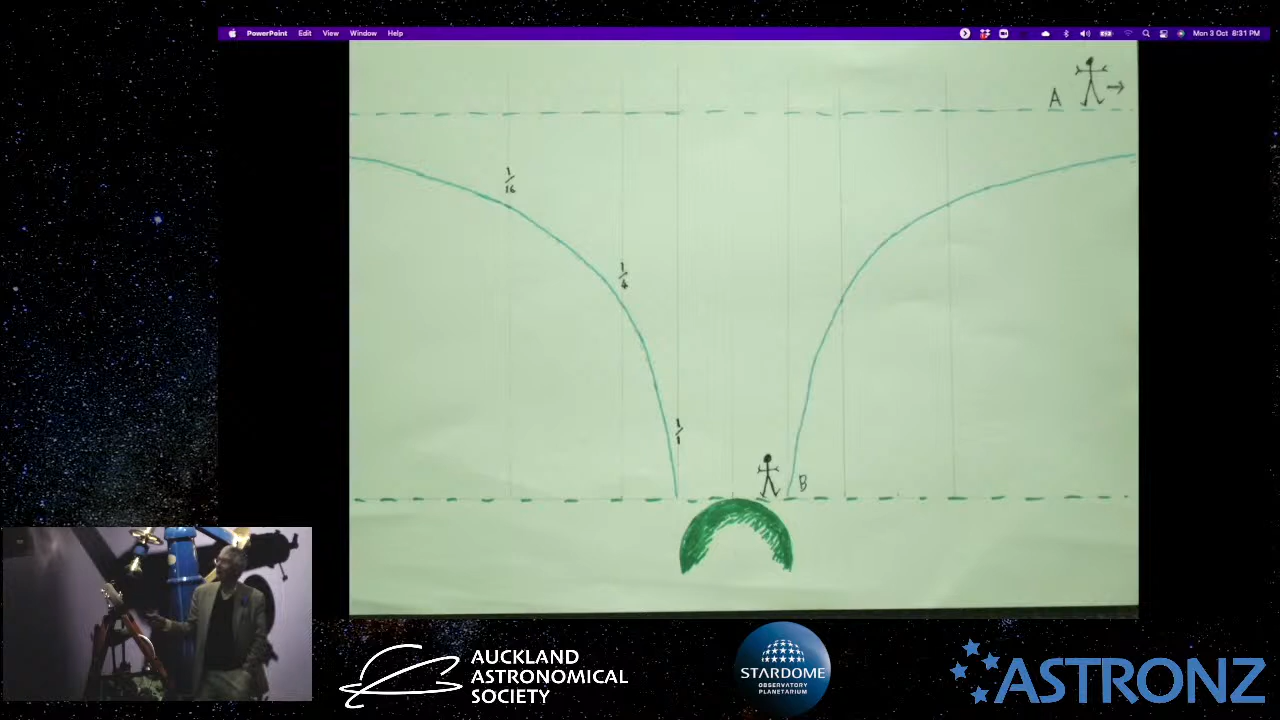 PowerPoint Edit View Window Help
Mon 3 Oct 8:31 PM
A
1/16
1/4
1/1
B
AUCKLAND
ASTRONOMICAL
SOCIETY
STARDOME
OBSERVATORY
PLANETARIUM
ASTRONZ